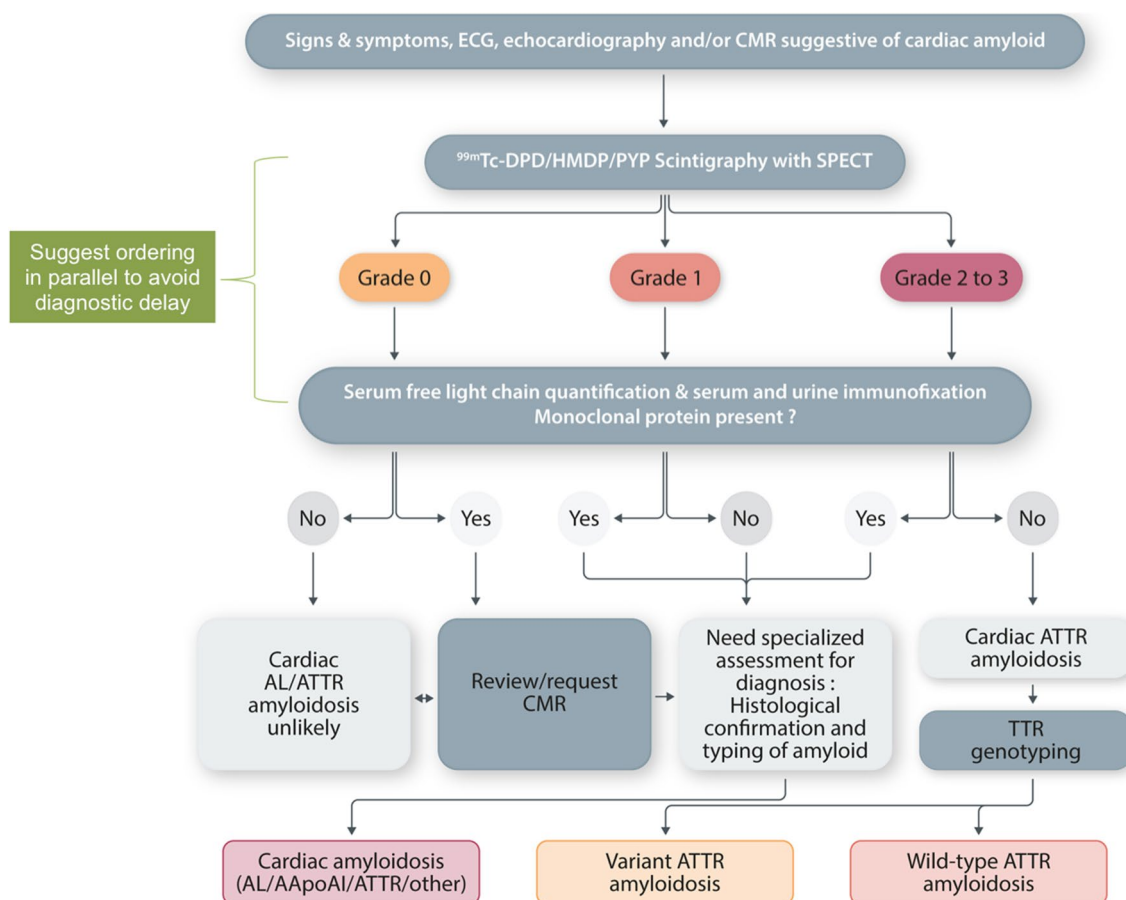 Signs & symptoms, ECG, echocardiography and/or CMR suggestive of cardiac amyloid
⁹⁹ᵐTc-DPD/HMDP/PYP Scintigraphy with SPECT
Suggest ordering
in parallel to avoid
diagnostic delay
Grade 0
Grade 1
Grade 2 to 3
Serum free light chain quantification & serum and urine immunofixation
Monoclonal protein present ?
No
Yes
Yes
No
Yes
No
Cardiac
AL/ATTR
amyloidosis
unlikely
Review/request
CMR
Need specialized
assessment for
diagnosis :
Histological
confirmation and
typing of amyloid
Cardiac ATTR
amyloidosis
TTR
genotyping
Cardiac amyloidosis
(AL/AApoAI/ATTR/other)
Variant ATTR
amyloidosis
Wild-type ATTR
amyloidosis